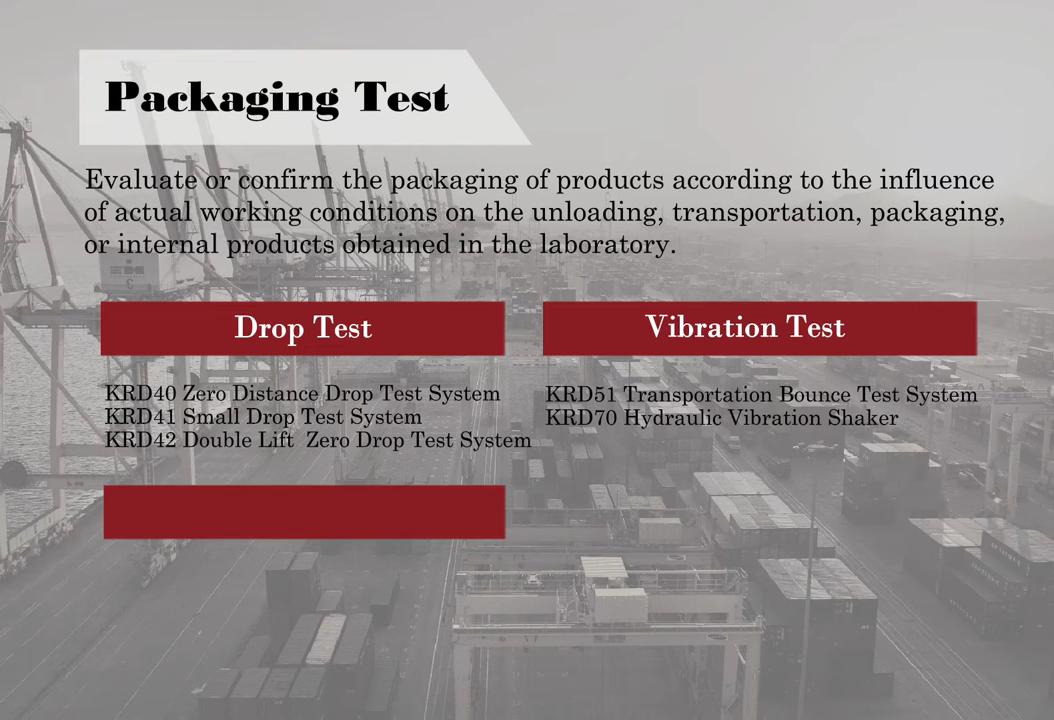 Packaging Test
Evaluate or confirm the packaging of products according to the influence
of actual working conditions on the unloading, transportation, packaging,
or internal products obtained in the laboratory.
Drop Test
KRD40 Zero Distance Drop Test System
KRD41 Small Drop Test System
KRD42 Double Lift  Zero Drop Test System
Vibration Test
KRD51 Transportation Bounce Test System
KRD70 Hydraulic Vibration Shaker